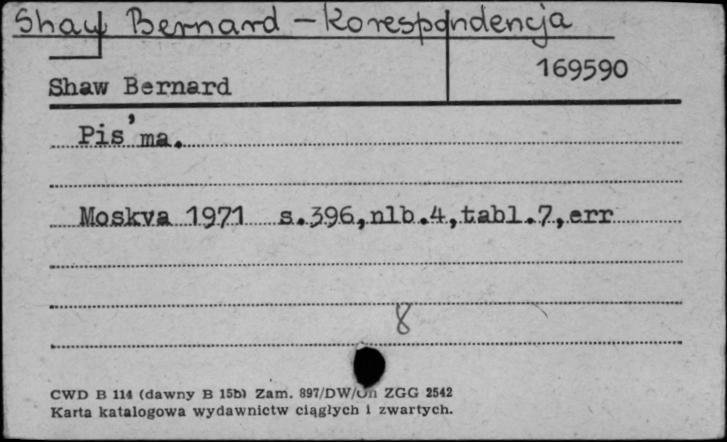 Shaw Bernard - korespondencja
169590
Shaw Bernard
Pis'ma.
Moskva 1971 s.396,nlb.4,tabl.7,err
8
CWD B 114 (dawny B 15b) Zam. 897/DW/Un ZGG 2542
Karta katalogowa wydawnictw ciągłych i zwartych.